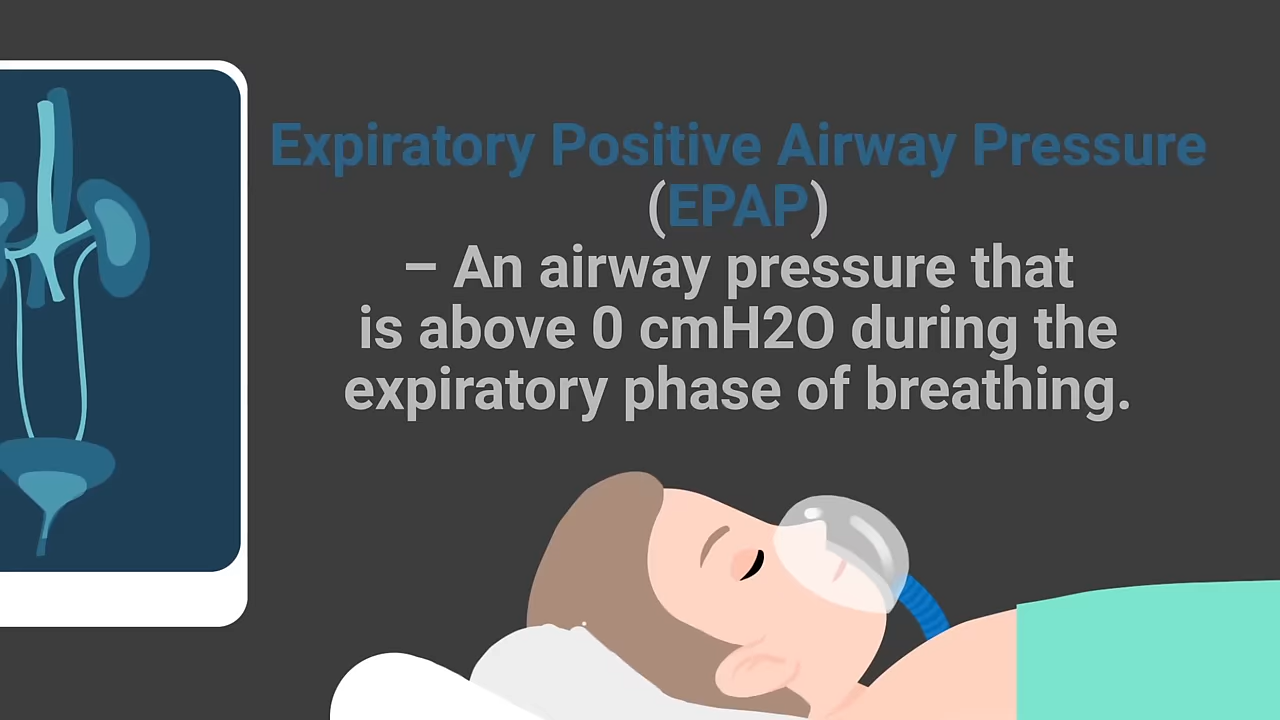 Expiratory Positive Airway Pressure
(EPAP)
– An airway pressure that
is above 0 cmH2O during the
expiratory phase of breathing.